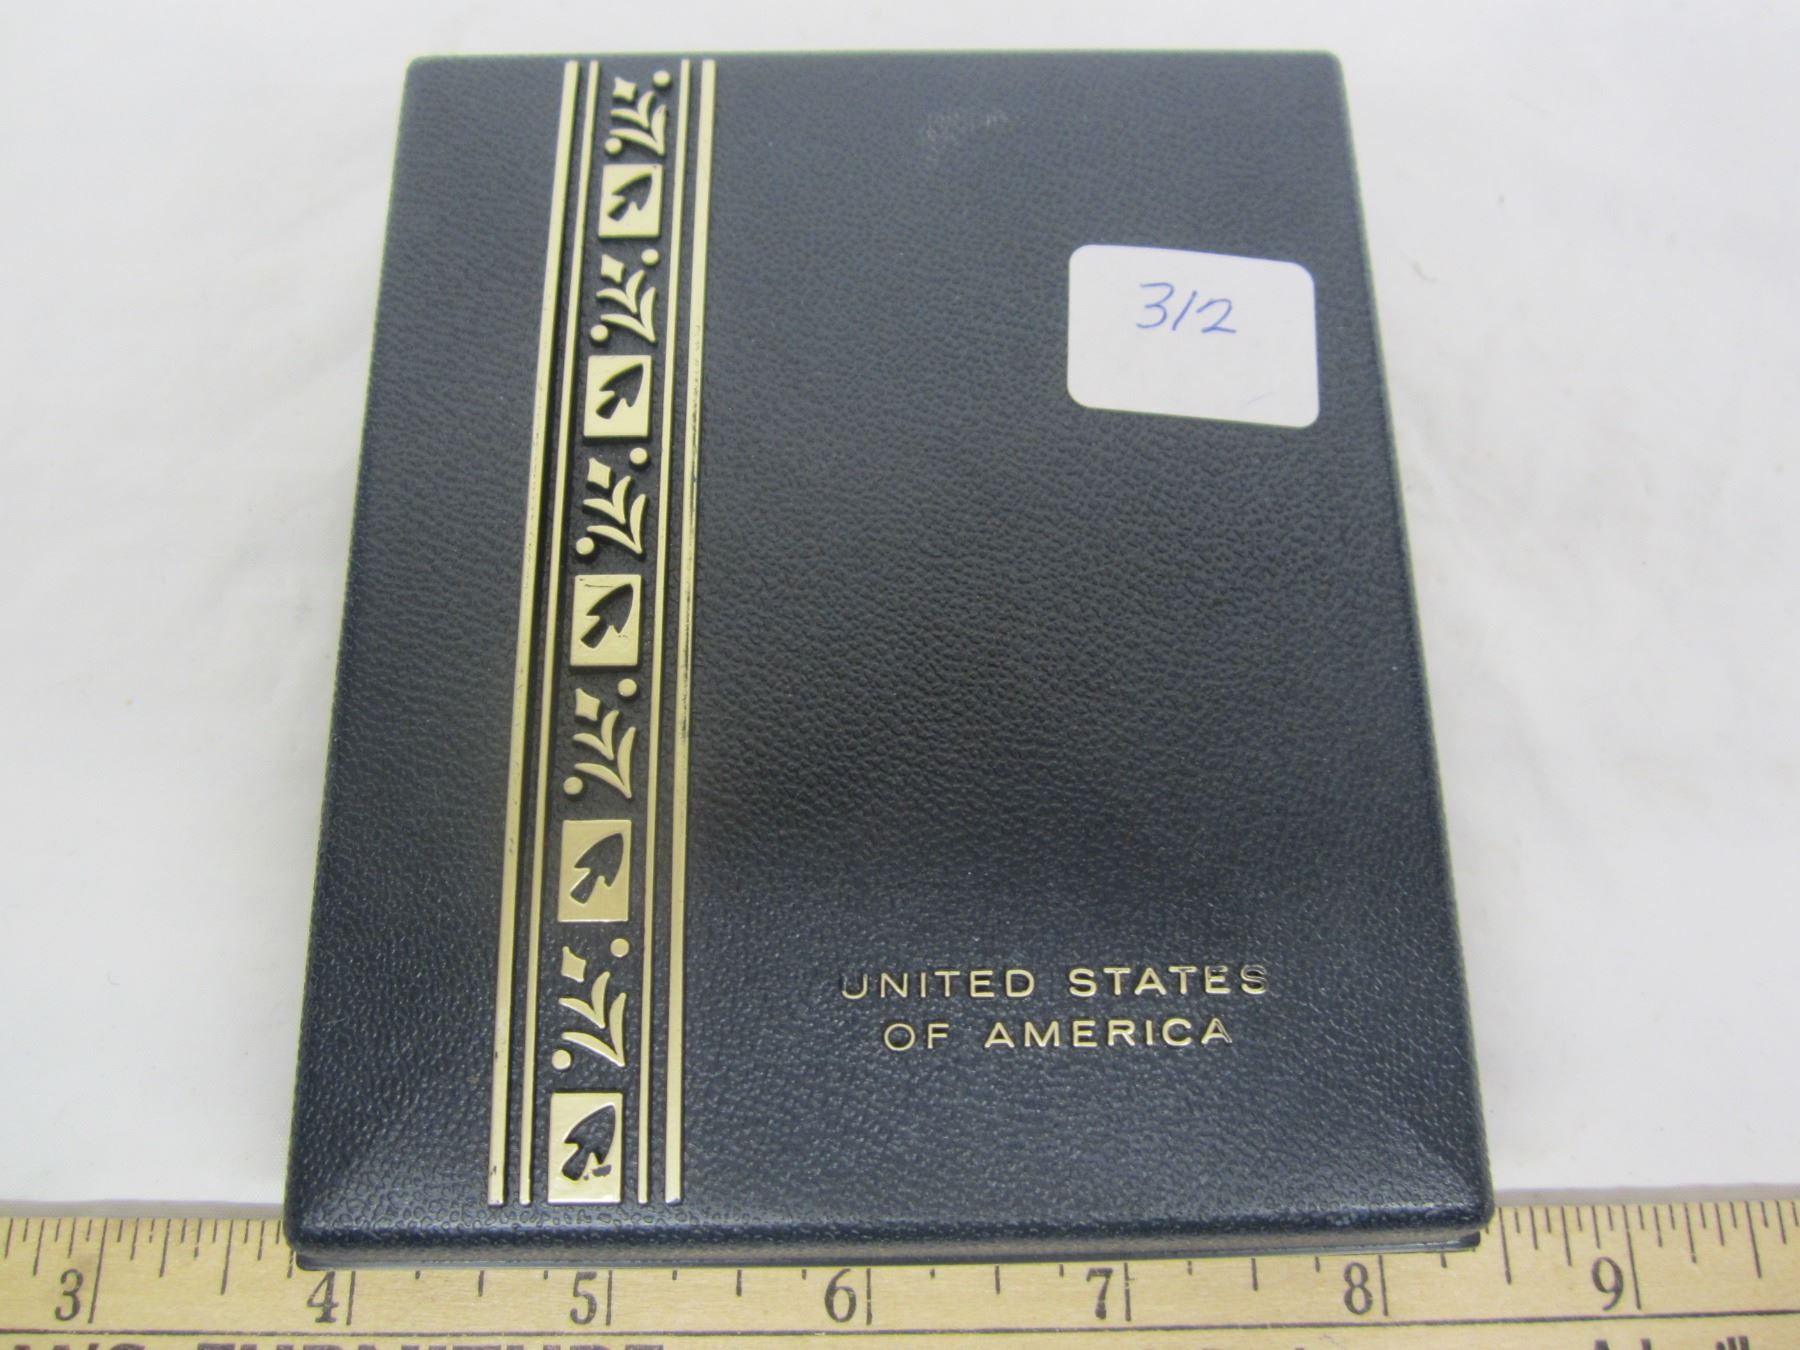 312
UNITED STATES
OF AMERICA
3 4 5 6 7 8 9